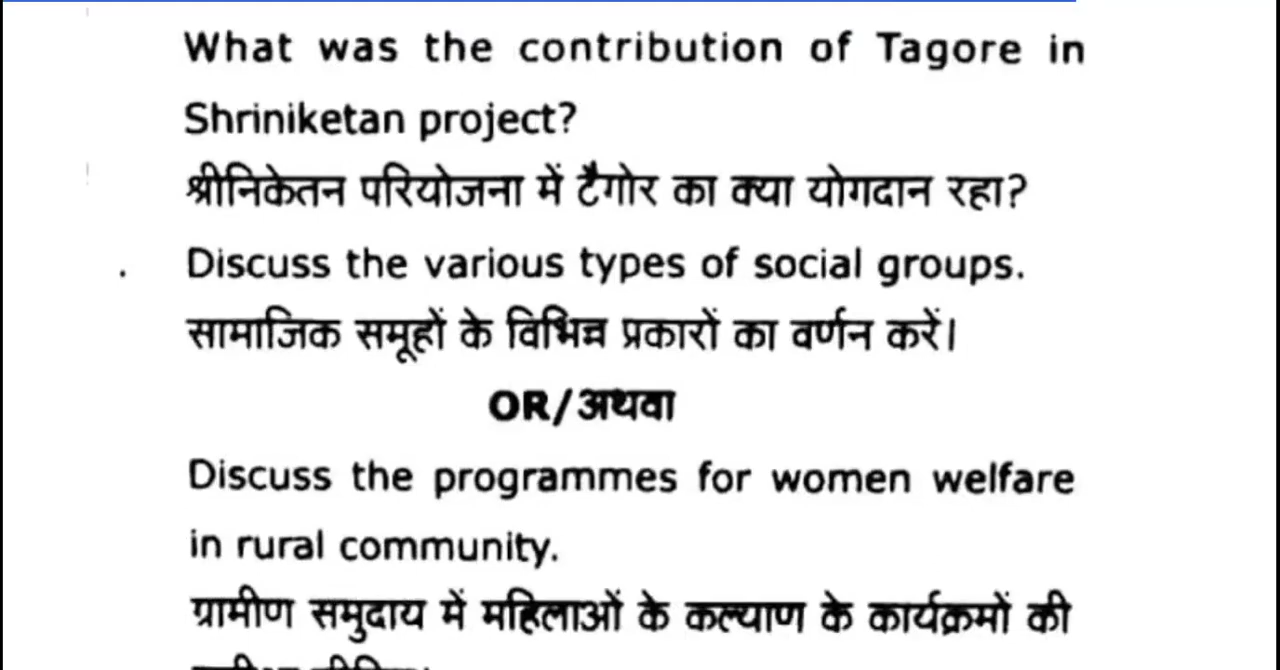 What was the contribution of Tagore in
Shriniketan project?
श्रीनिकेतन परियोजना में टैगोर का क्या योगदान रहा?
. Discuss the various types of social groups.
सामाजिक समूहों के विभिन्न प्रकारों का वर्णन करें।
OR/अथवा
Discuss the programmes for women welfare
in rural community.
ग्रामीण समुदाय में महिलाओं के कल्याण के कार्यक्रमों की